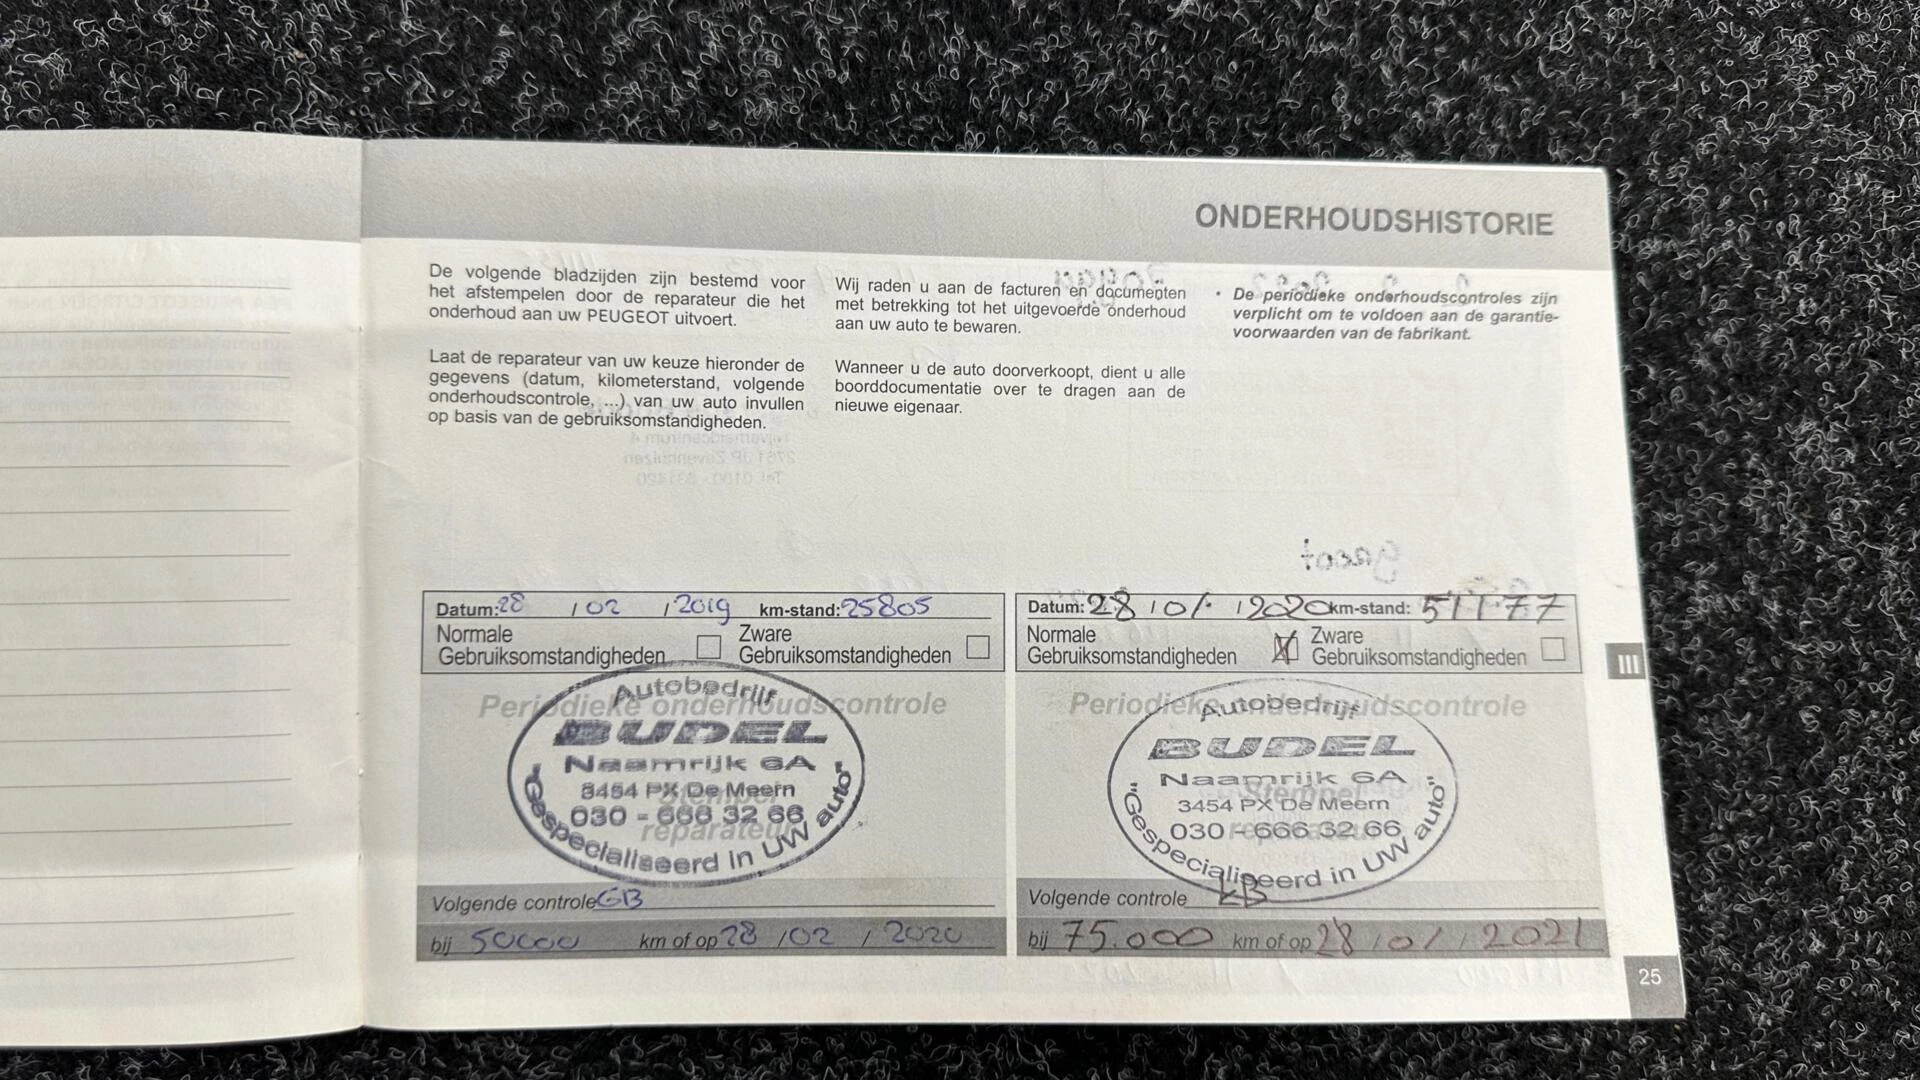 ONDERHOUDSHISTORIE
De volgende bladzijden zijn bestemd voor
het afstempelen door de reparateur die het
onderhoud aan uw PEUGEOT uitvoert.
Laat de reparateur van uw keuze hieronder de
gegevens (datum, kilometerstand, volgende
onderhoudscontrole, ...) van uw auto invullen
op basis van de gebruiksomstandigheden.
Wij raden u aan de facturen en documenten
met betrekking tot het uitgevoerde onderhoud
aan uw auto te bewaren.
Wanneer u de auto doorverkoopt, dient u alle
boorddocumentatie over te dragen aan de
nieuwe eigenaar.
• De periodieke onderhoudscontroles zijn
verplicht om te voldoen aan de garantie-
voorwaarden van de fabrikant.
Datum: 28 / 02 / 2019 km-stand: 25805
Normale
Gebruiksomstandigheden
Zware
Gebruiksomstandigheden
Periodieke onderhoudscontrole
Stempel
reparateur
Autobedrijf
BUDEL
Naamrijk 6A
3454 PX De Meern
030 - 666 32 66
"Gespecialiseerd in UW auto"
Volgende controle GB
bij 50000 km of op 28 / 02 / 2020
Datum: 28 / 01 / 2020 km-stand: 51177
Normale
Gebruiksomstandigheden
Zware
Gebruiksomstandigheden
Periodieke onderhoudscontrole
Stempel
reparateur
Autobedrijf
BUDEL
Naamrijk 6A
3454 PX De Meern
030 - 666 32 66
"Gespecialiseerd in UW auto"
Volgende controle KB
bij 75.000 km of op 28 / 01 / 2021
III
25